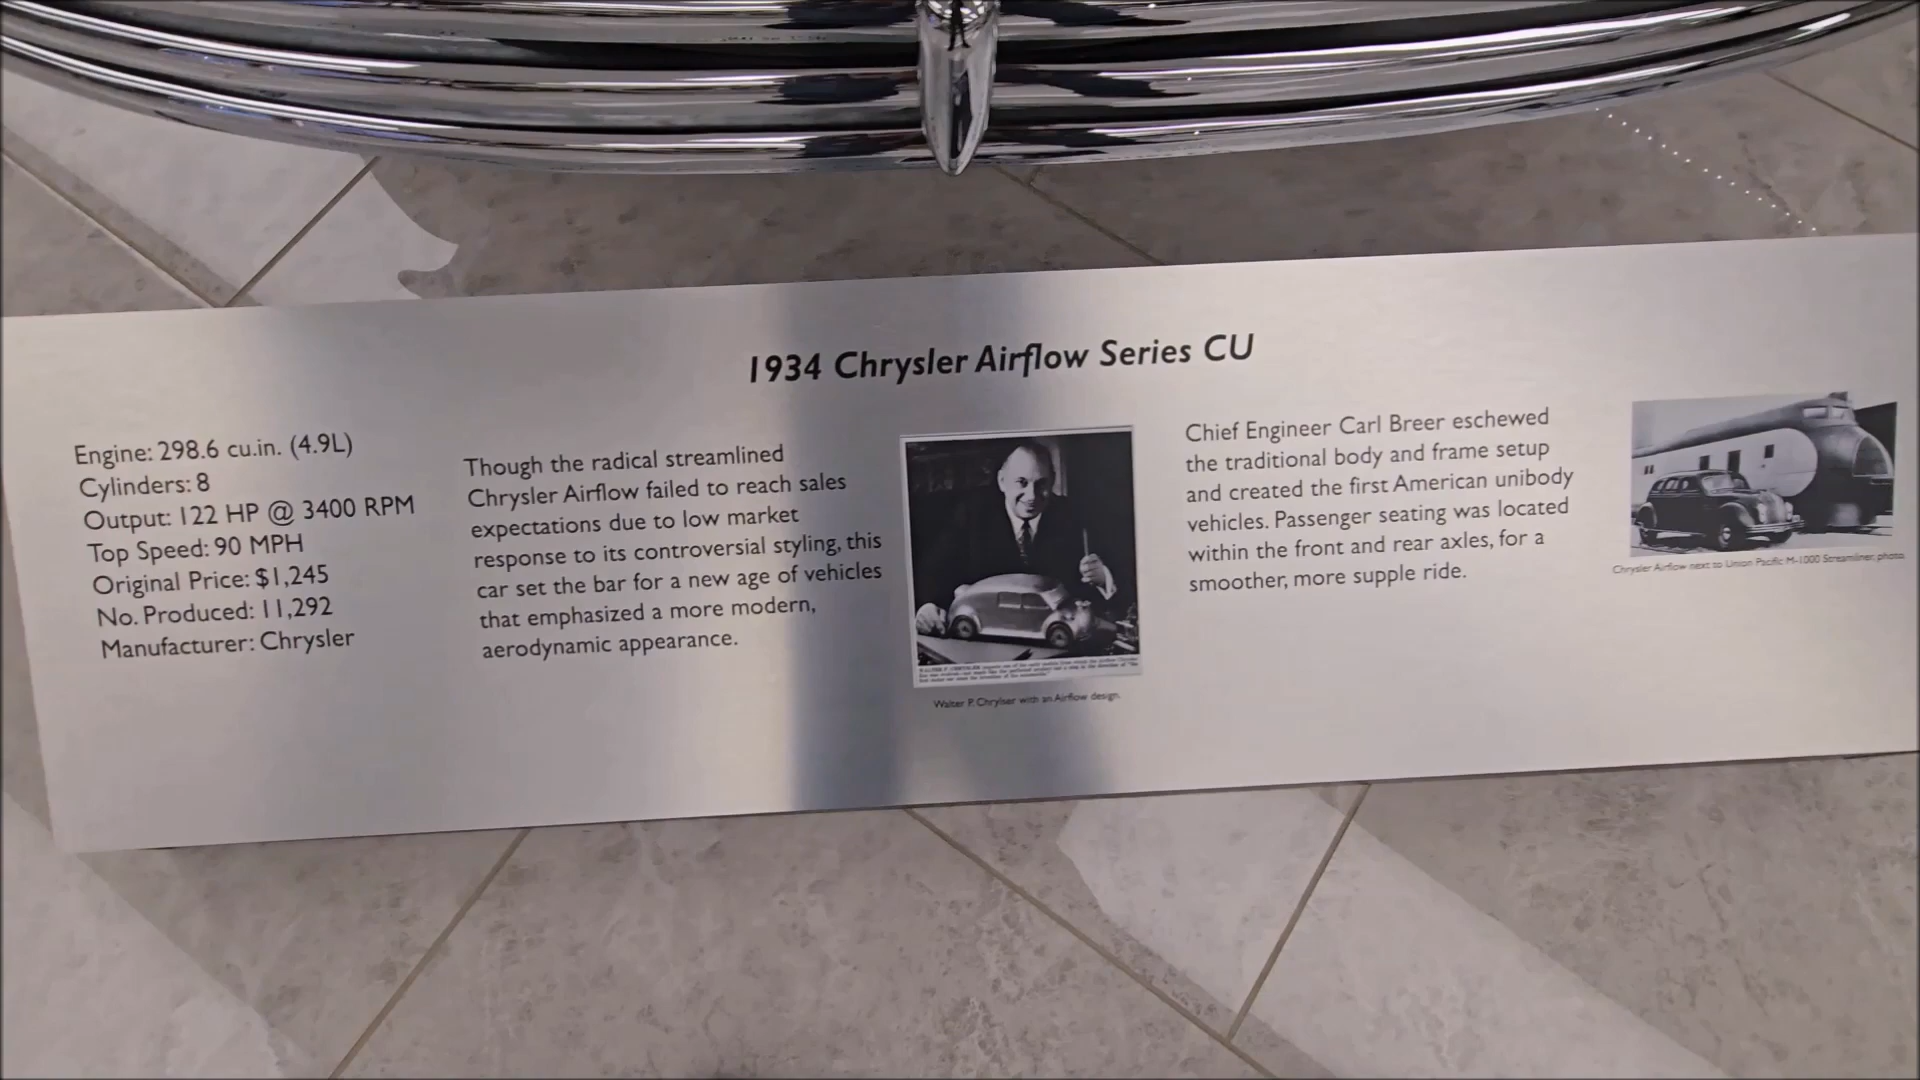 1934 Chrysler Airflow Series CU
Engine: 298.6 cu.in. (4.9L)
Cylinders: 8
Output: 122 HP @ 3400 RPM
Top Speed: 90 MPH
Original Price: $1,245
No. Produced: 11,292
Manufacturer: Chrysler
Though the radical streamlined
Chrysler Airflow failed to reach sales
expectations due to low market
response to its controversial styling, this
car set the bar for a new age of vehicles
that emphasized a more modern,
aerodynamic appearance.
Walter P. Chrylser with an Airflow design.
Chief Engineer Carl Breer eschewed
the traditional body and frame setup
and created the first American unibody
vehicles. Passenger seating was located
within the front and rear axles, for a
smoother, more supple ride.
Chrysler Airflow next to Union Pacific M-1000 Streamliner, photo.